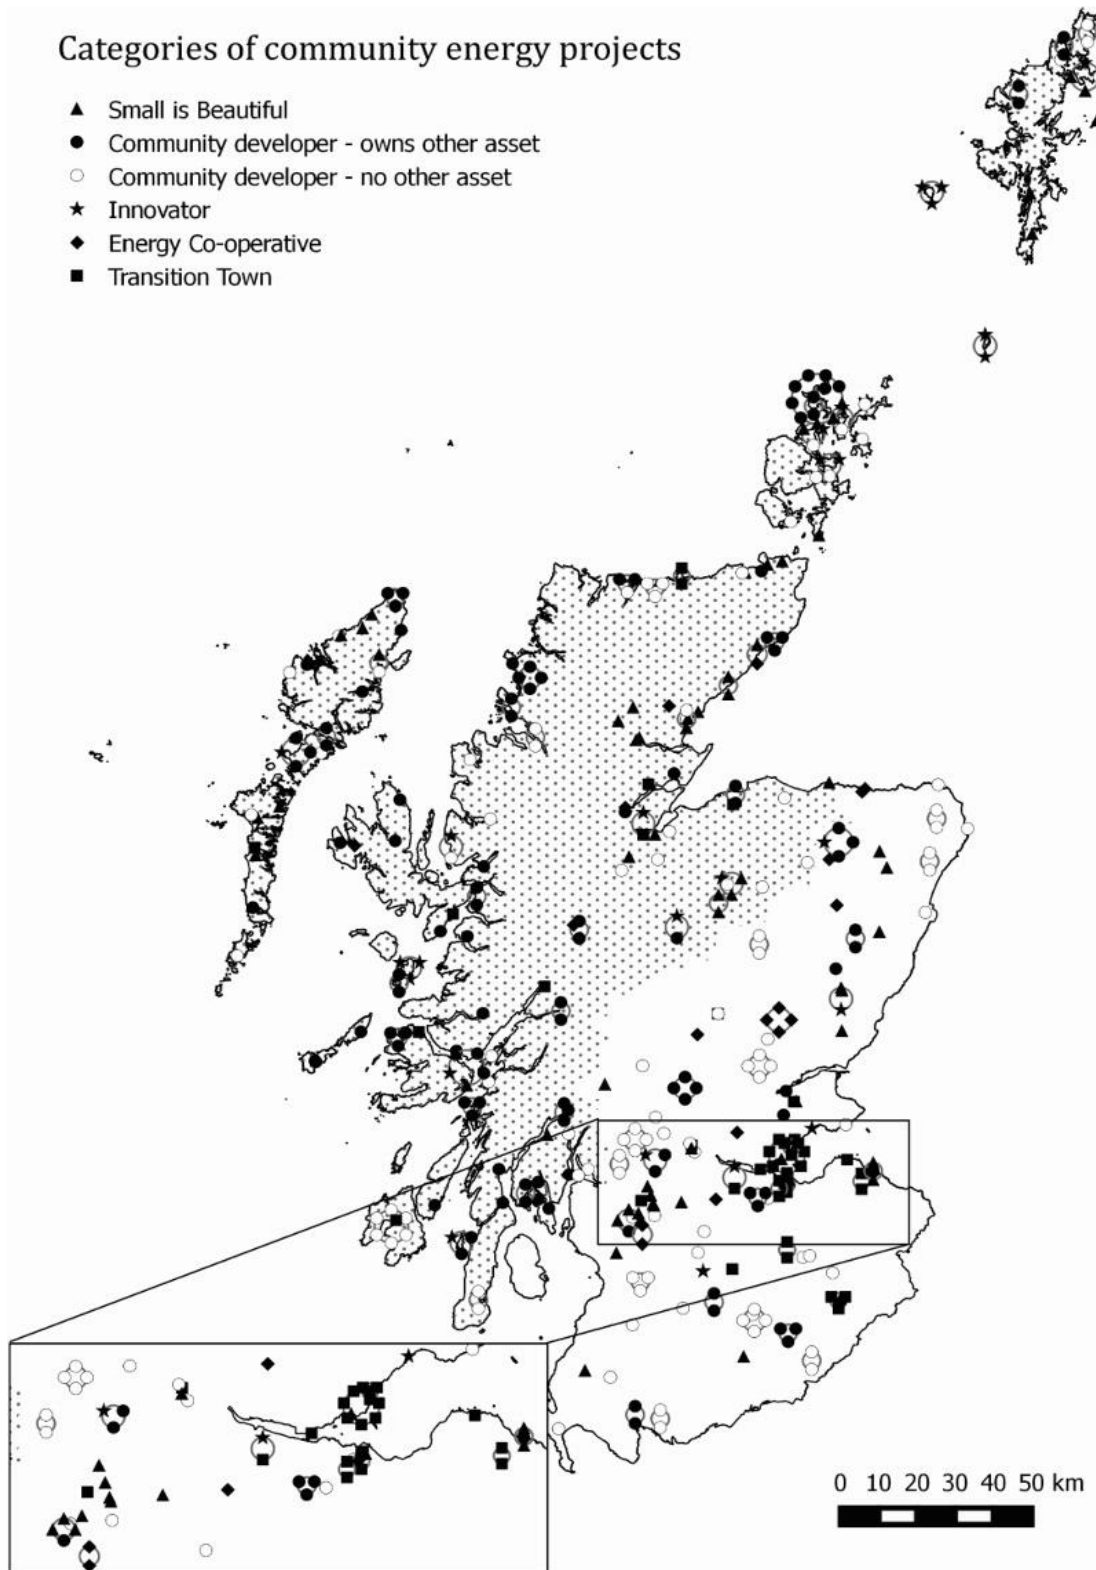 Categories of community energy projects
Small is Beautiful
Community developer - owns other asset
Community developer - no other asset
Innovator
Energy Co-operative
Transition Town
0 10 20 30 40 50 km